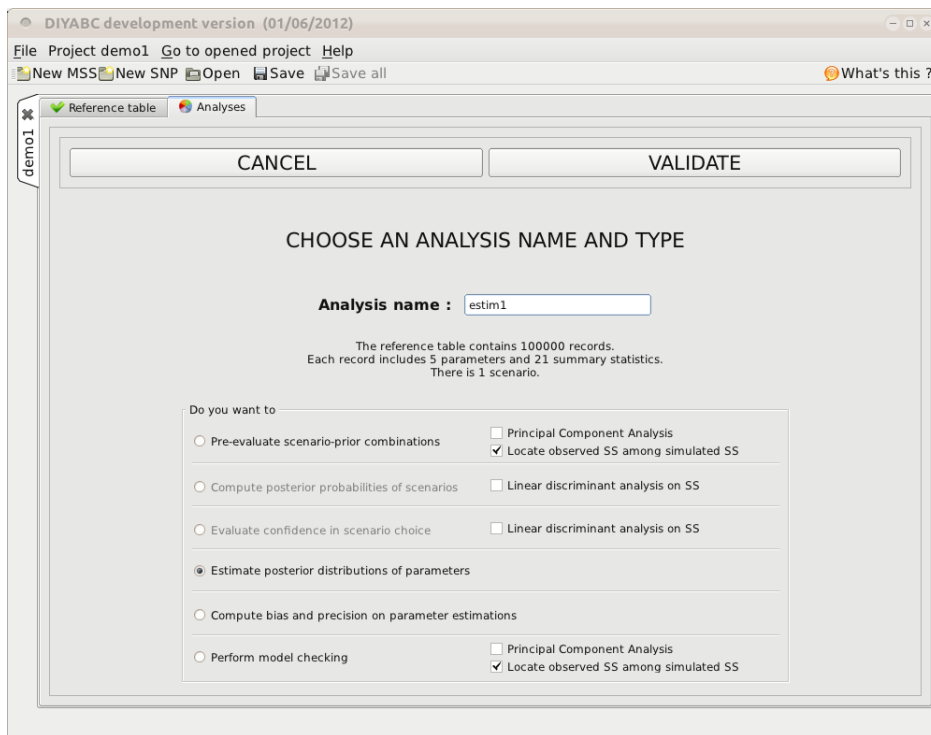 DIYABC development version (01/06/2012)
File Project demo1 Go to opened project Help
New MSS New SNP Open Save Save all What's this ?
demo1
Reference table Analyses
CANCEL VALIDATE
CHOOSE AN ANALYSIS NAME AND TYPE
Analysis name : estim1
The reference table contains 100000 records.
Each record includes 5 parameters and 21 summary statistics.
There is 1 scenario.
Do you want to
Pre-evaluate scenario-prior combinations
Principal Component Analysis
Locate observed SS among simulated SS
Compute posterior probabilities of scenarios Linear discriminant analysis on SS
Evaluate confidence in scenario choice Linear discriminant analysis on SS
Estimate posterior distributions of parameters
Compute bias and precision on parameter estimations
Perform model checking
Principal Component Analysis
Locate observed SS among simulated SS